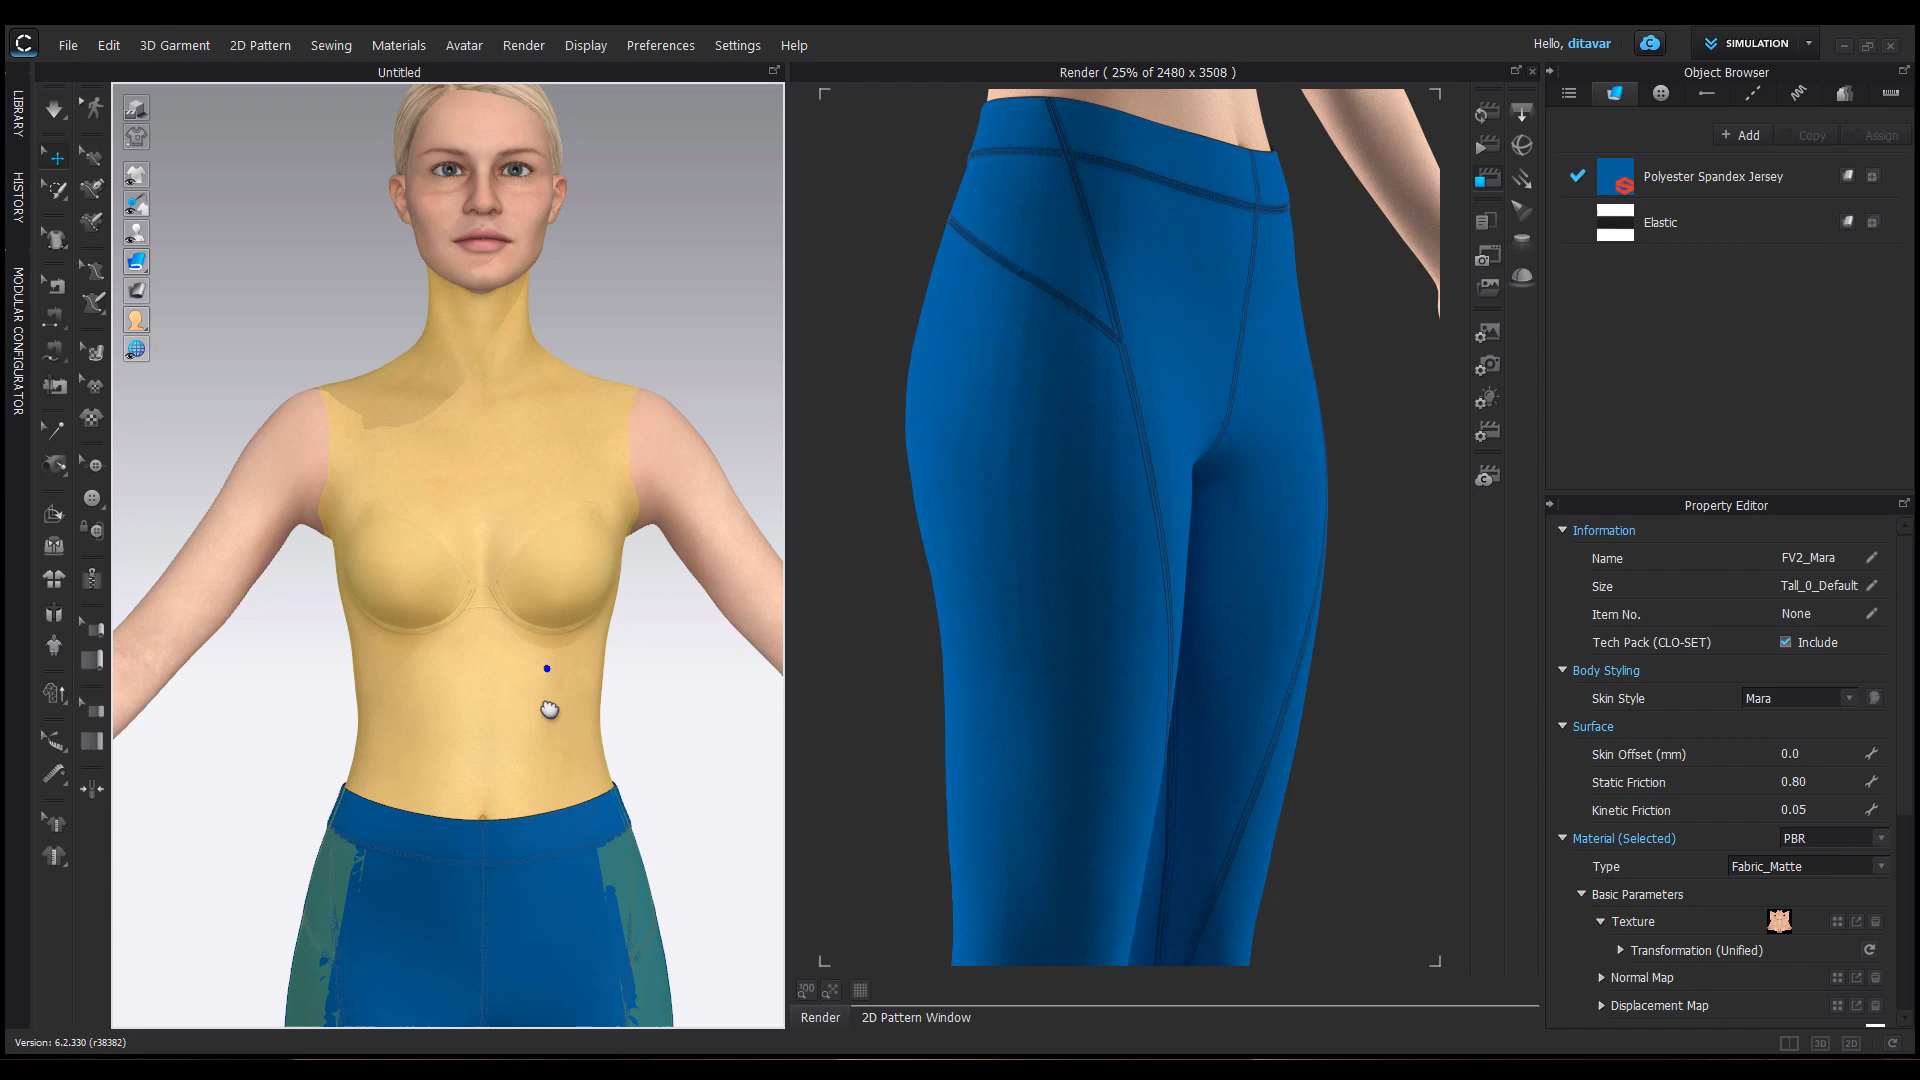 File Edit 3D Garment 2D Pattern Sewing Materials Avatar Render Display Preferences Settings Help
Hello, ditavar
SIMULATION
Untitled
Render ( 25% of 2480 x 3508 )
Object Browser
LIBRARY
HISTORY
MODULAR CONFIGURATOR
+ Add Copy Assign
Polyester Spandex Jersey
Elastic
Property Editor
Information
Name FV2_Mara
Size Tall_0_Default
Item No. None
Tech Pack (CLO-SET) Include
Body Styling
Skin Style Mara
Surface
Skin Offset (mm) 0.0
Static Friction 0.80
Kinetic Friction 0.05
Material (Selected) PBR
Type Fabric_Matte
Basic Parameters
Texture
Transformation (Unified)
Normal Map
Displacement Map
100
Render 2D Pattern Window
Version: 6.2.330 (r38382)
3D 2D